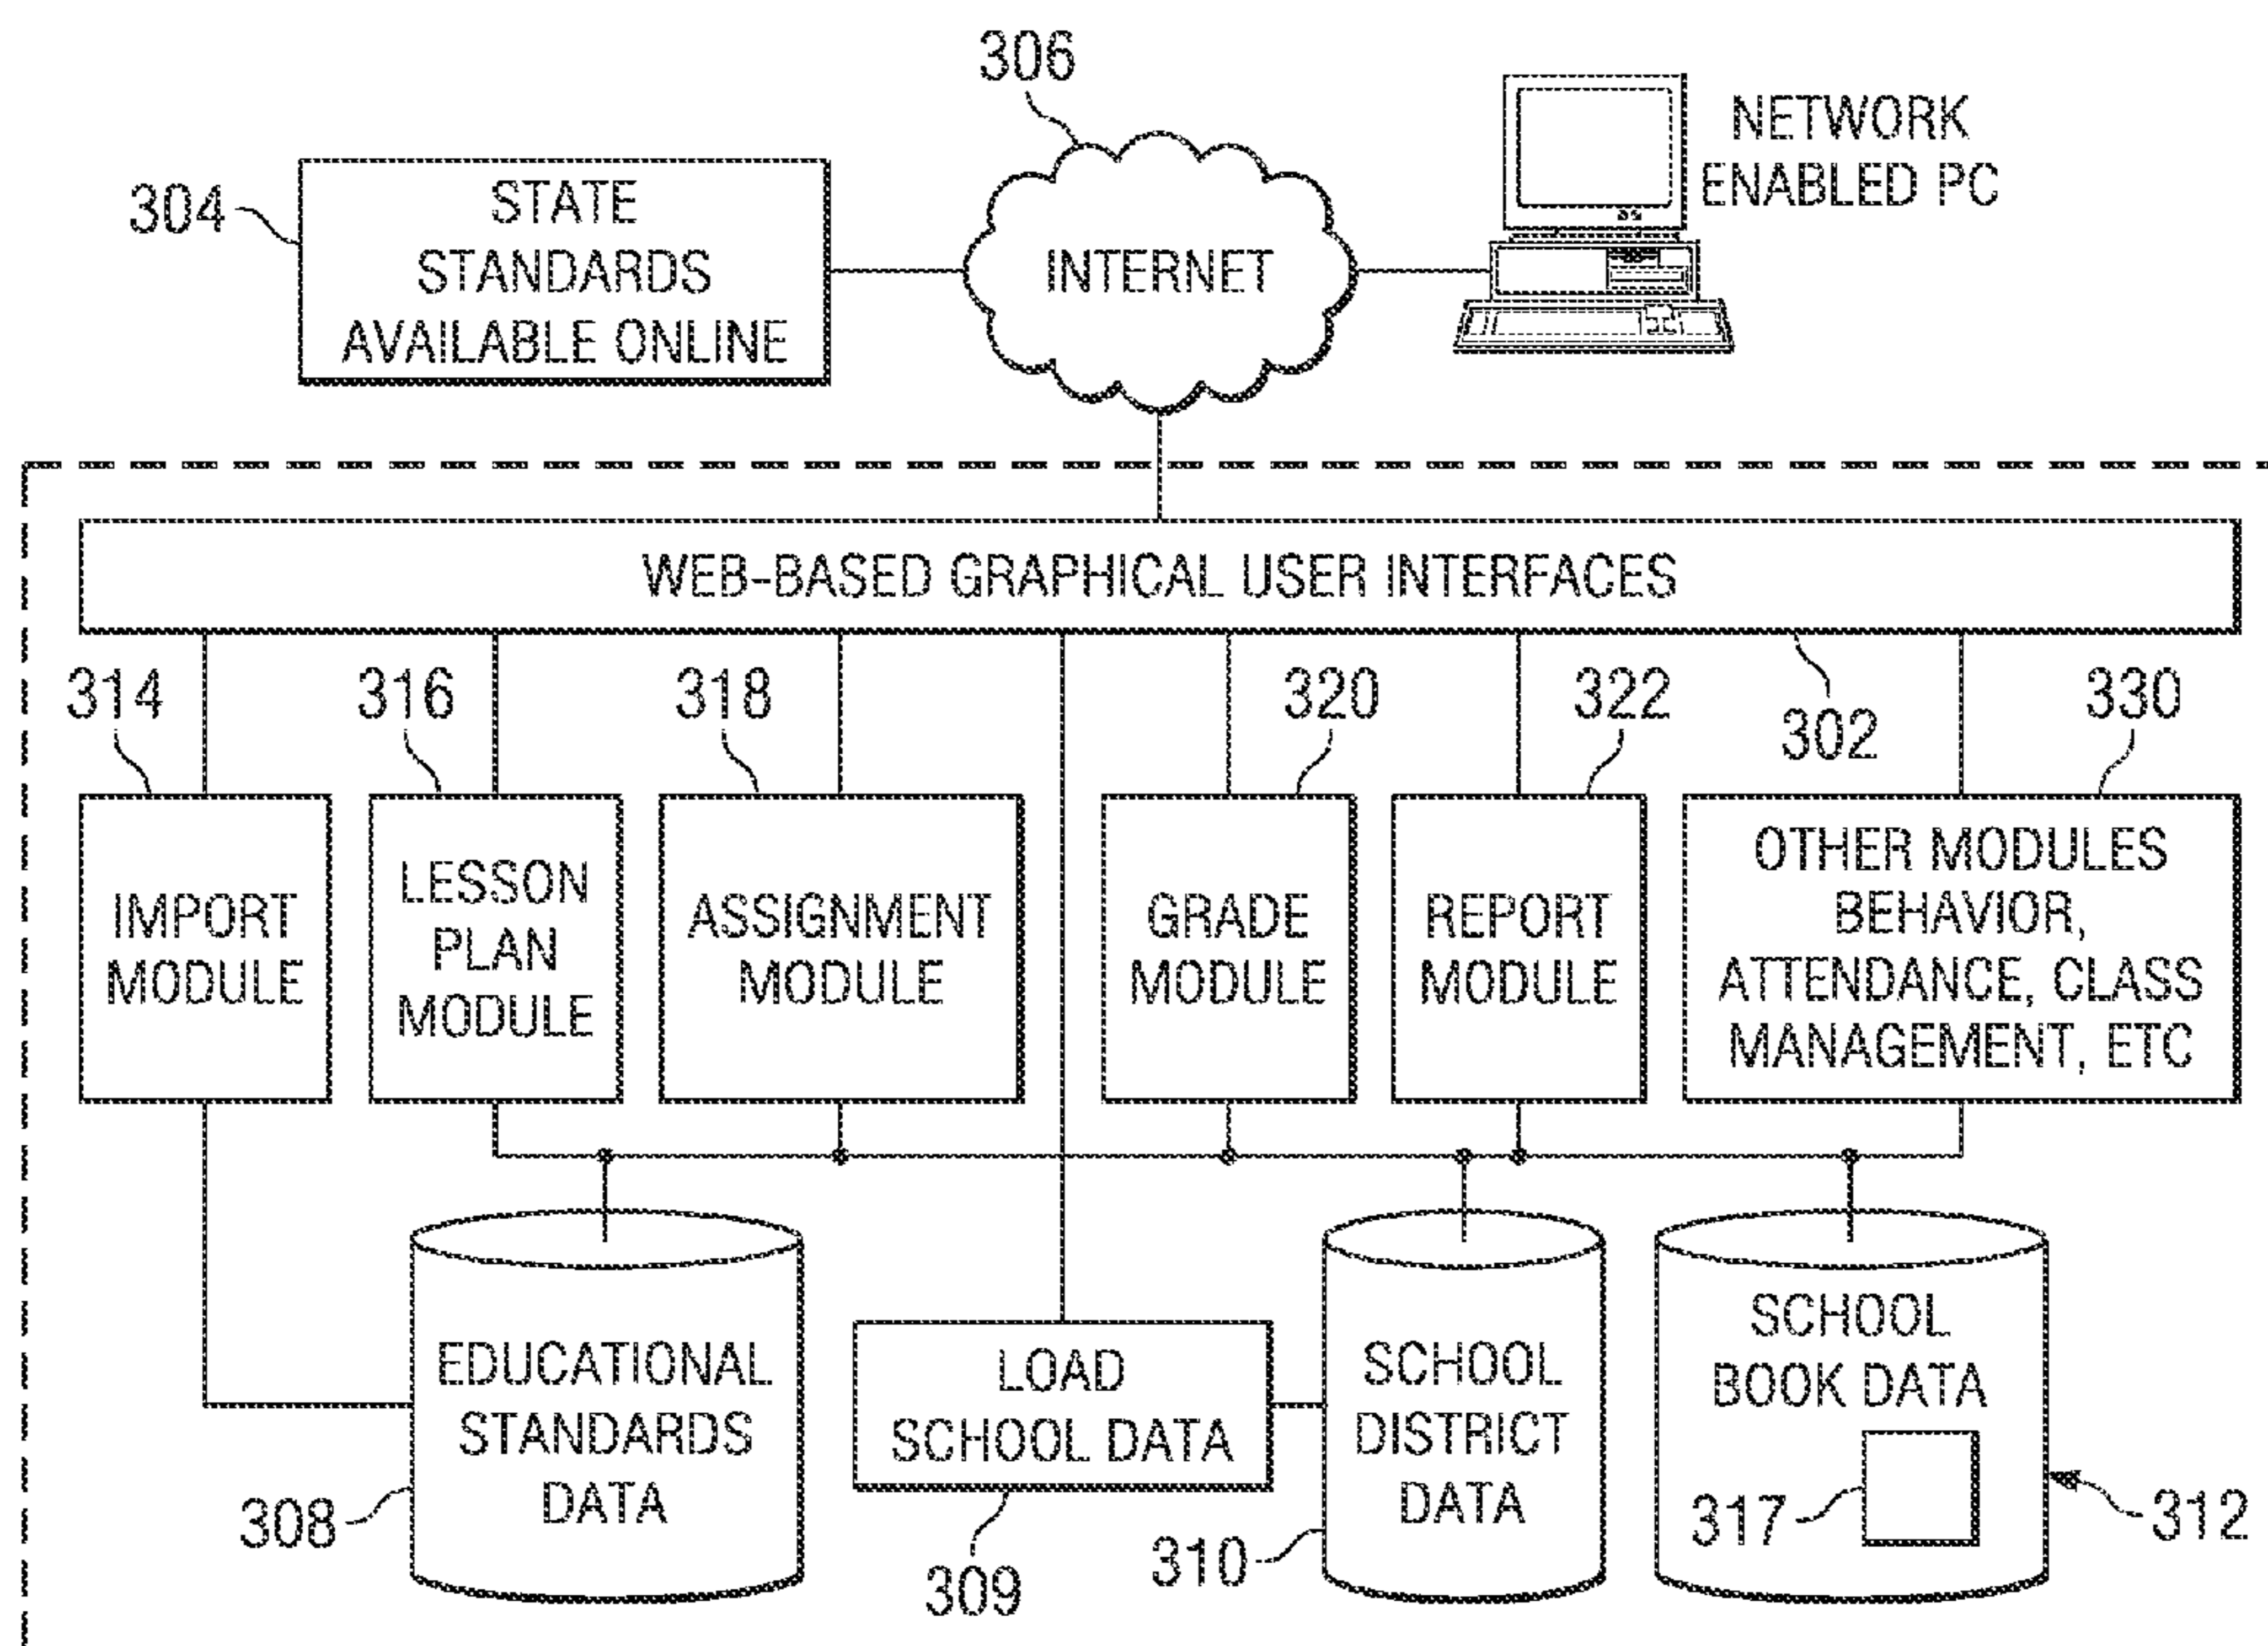 306
304
STATE
STANDARDS
AVAILABLE ONLINE
INTERNET
NETWORK
ENABLED PC
WEB-BASED GRAPHICAL USER INTERFACES
314
316
318
320
322
302
330
IMPORT
MODULE
LESSON
PLAN
MODULE
ASSIGNMENT
MODULE
GRADE
MODULE
REPORT
MODULE
OTHER MODULES
BEHAVIOR,
ATTENDANCE, CLASS
MANAGEMENT, ETC
EDUCATIONAL
STANDARDS
DATA
308
LOAD
SCHOOL DATA
309
SCHOOL
DISTRICT
DATA
310
SCHOOL
BOOK DATA
317
312